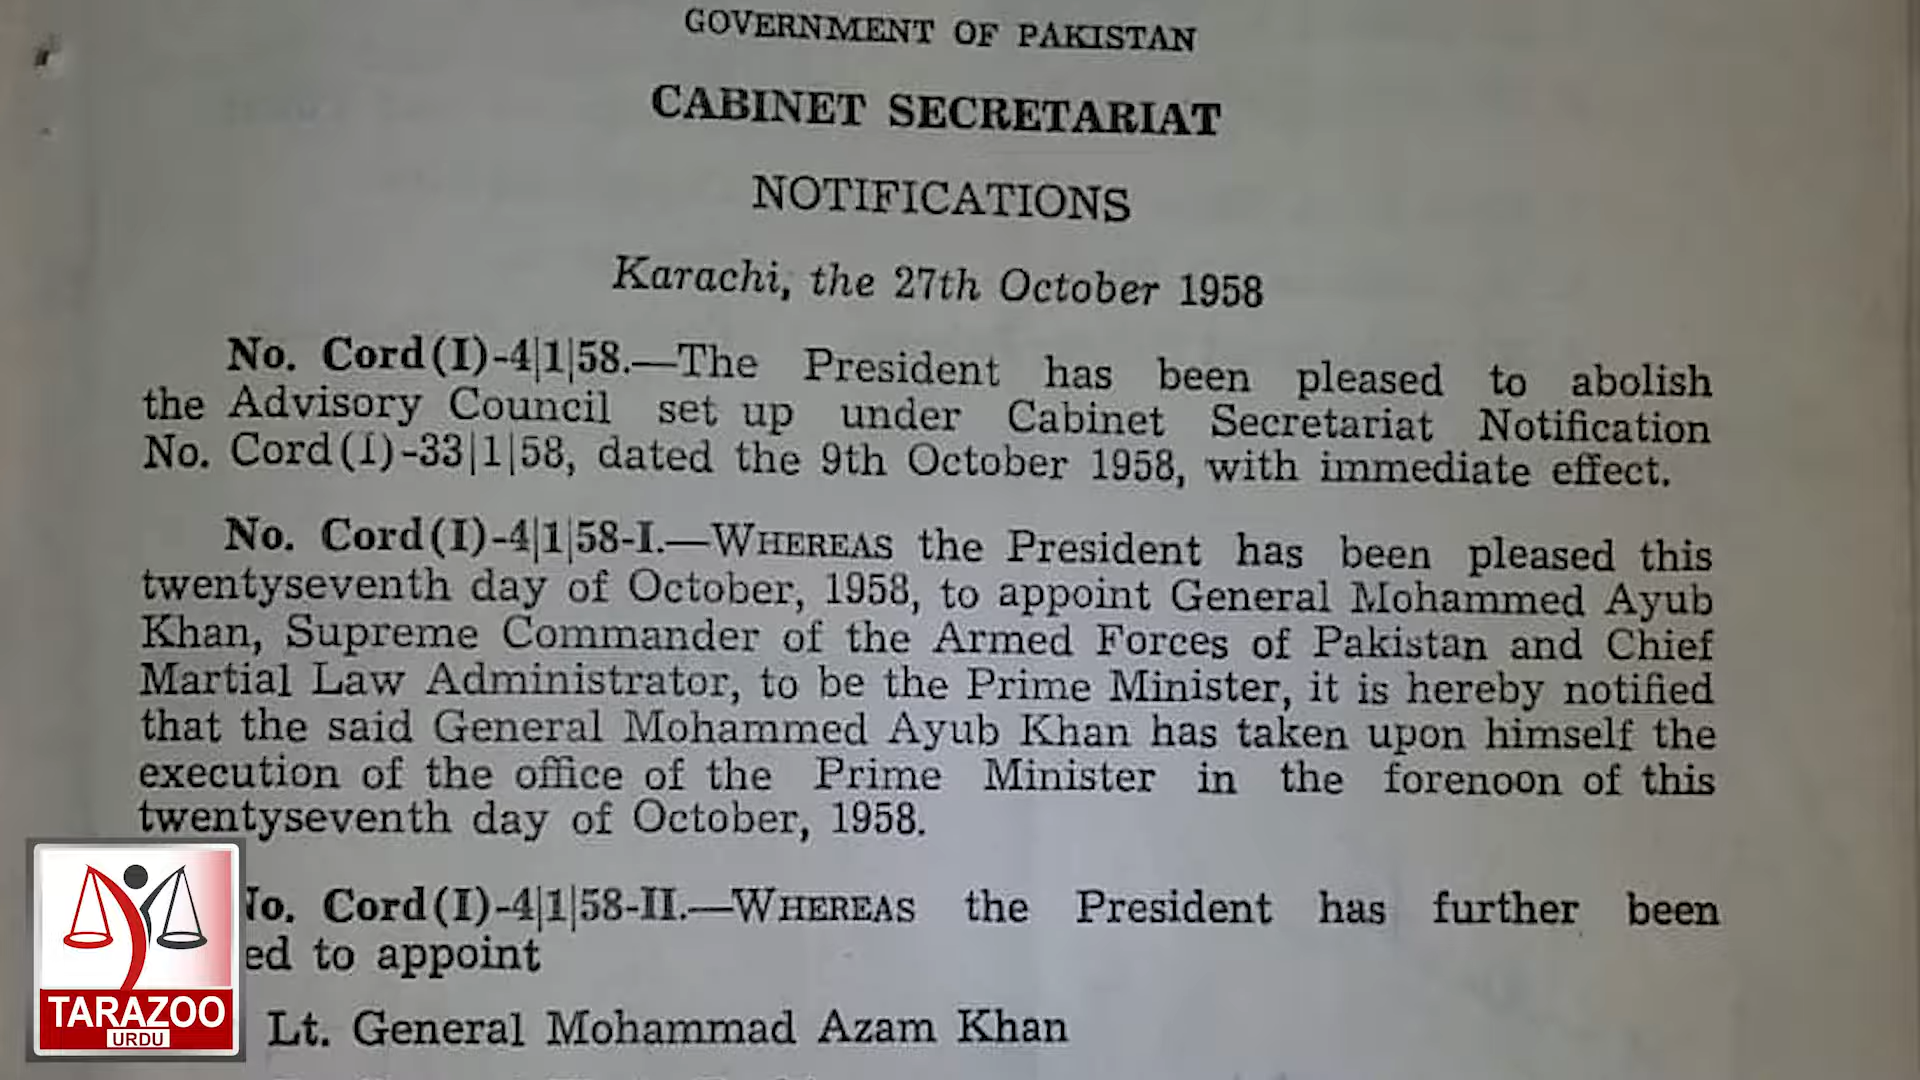 GOVERNMENT OF PAKISTAN
CABINET SECRETARIAT
NOTIFICATIONS
Karachi, the 27th October 1958
No. Cord(I)-4|1|58.—The President has been pleased to abolish
the Advisory Council set up under Cabinet Secretariat Notification
No. Cord(I)-33|1|58, dated the 9th October 1958, with immediate effect.
No. Cord(I)-4|1|58-I.—WHEREAS the President has been pleased this
twentyseventh day of October, 1958, to appoint General Mohammed Ayub
Khan, Supreme Commander of the Armed Forces of Pakistan and Chief
Martial Law Administrator, to be the Prime Minister, it is hereby notified
that the said General Mohammed Ayub Khan has taken upon himself the
execution of the office of the Prime Minister in the forenoon of this
twentyseventh day of October, 1958.
No. Cord(I)-4|1|58-II.—WHEREAS the President has further been
ed to appoint
Lt. General Mohammad Azam Khan
TARAZOO
URDU